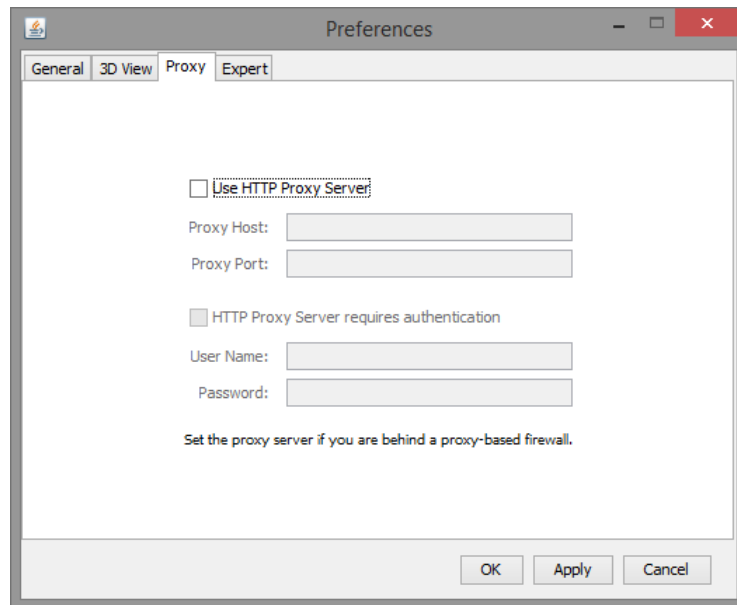 Preferences
General 3D View Proxy Expert
Use HTTP Proxy Server
Proxy Host:
Proxy Port:
HTTP Proxy Server requires authentication
User Name:
Password:
Set the proxy server if you are behind a proxy-based firewall.
OK Apply Cancel